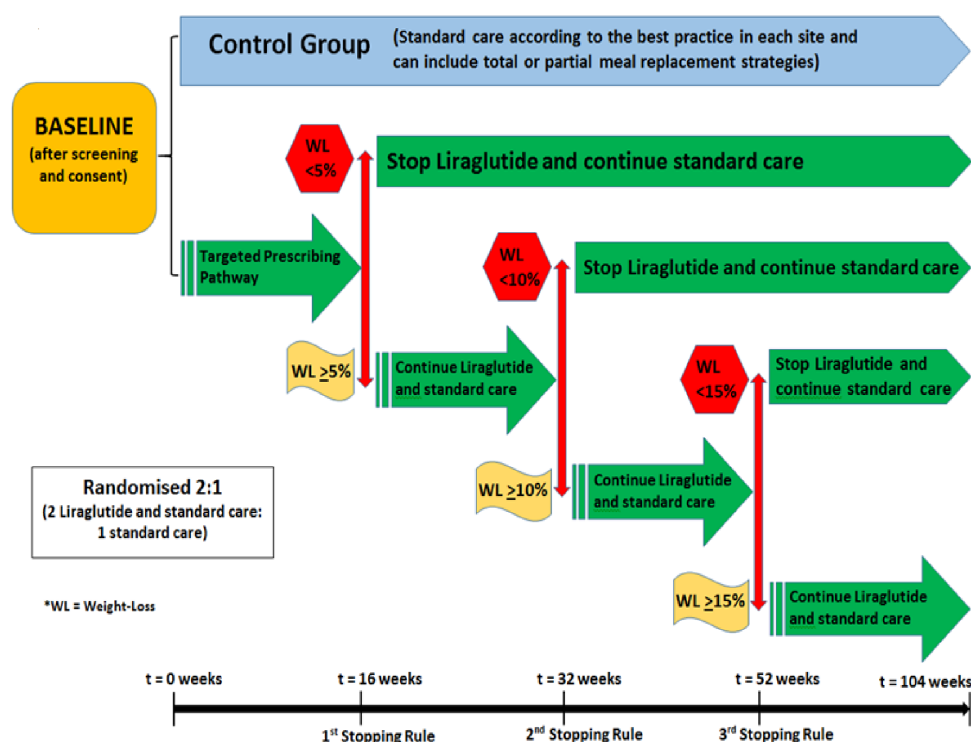 Control Group
(Standard care according to the best practice in each site and
can include total or partial meal replacement strategies)
BASELINE
(after screening
and consent)
WL
<5%
Stop Liraglutide and continue standard care
Targeted Prescribing
Pathway
WL
<10%
Stop Liraglutide and continue standard care
WL ≥5%
Continue Liraglutide
and standard care
WL
<15%
Stop Liraglutide and
continue standard care
Randomised 2:1
(2 Liraglutide and standard care:
1 standard care)
WL ≥10%
Continue Liraglutide
and standard care
*WL = Weight-Loss
WL ≥15%
Continue Liraglutide
and standard care
t = 0 weeks
t = 16 weeks
t = 32 weeks
t = 52 weeks
t = 104 weeks
1st Stopping Rule
2nd Stopping Rule
3rd Stopping Rule